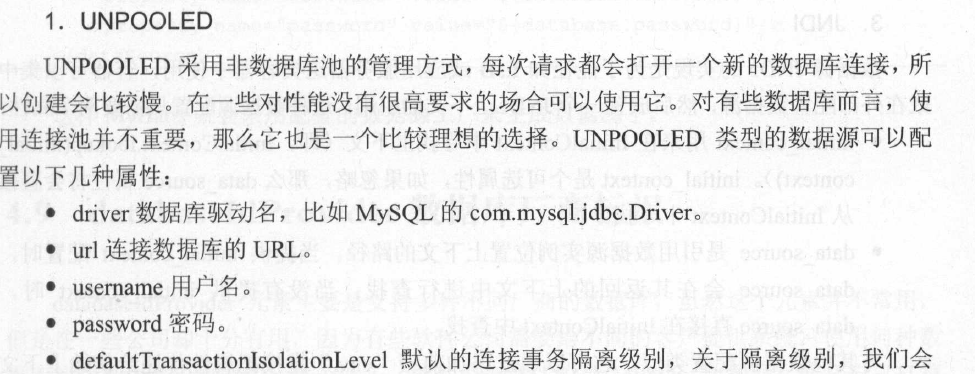 1. UNPOOLED
UNPOOLED 采用非数据库池的管理方式，每次请求都会打开一个新的数据库连接，所
以创建会比较慢。在一些对性能没有很高要求的场合可以使用它。对有些数据库而言，使
用连接池并不重要，那么它也是一个比较理想的选择。UNPOOLED 类型的数据源可以配
置以下几种属性：
• driver 数据库驱动名，比如 MySQL 的 com.mysql.jdbc.Driver。
• url 连接数据库的 URL。
• username 用户名。
• password 密码。
• defaultTransactionIsolationLevel 默认的连接事务隔离级别，关于隔离级别，我们会